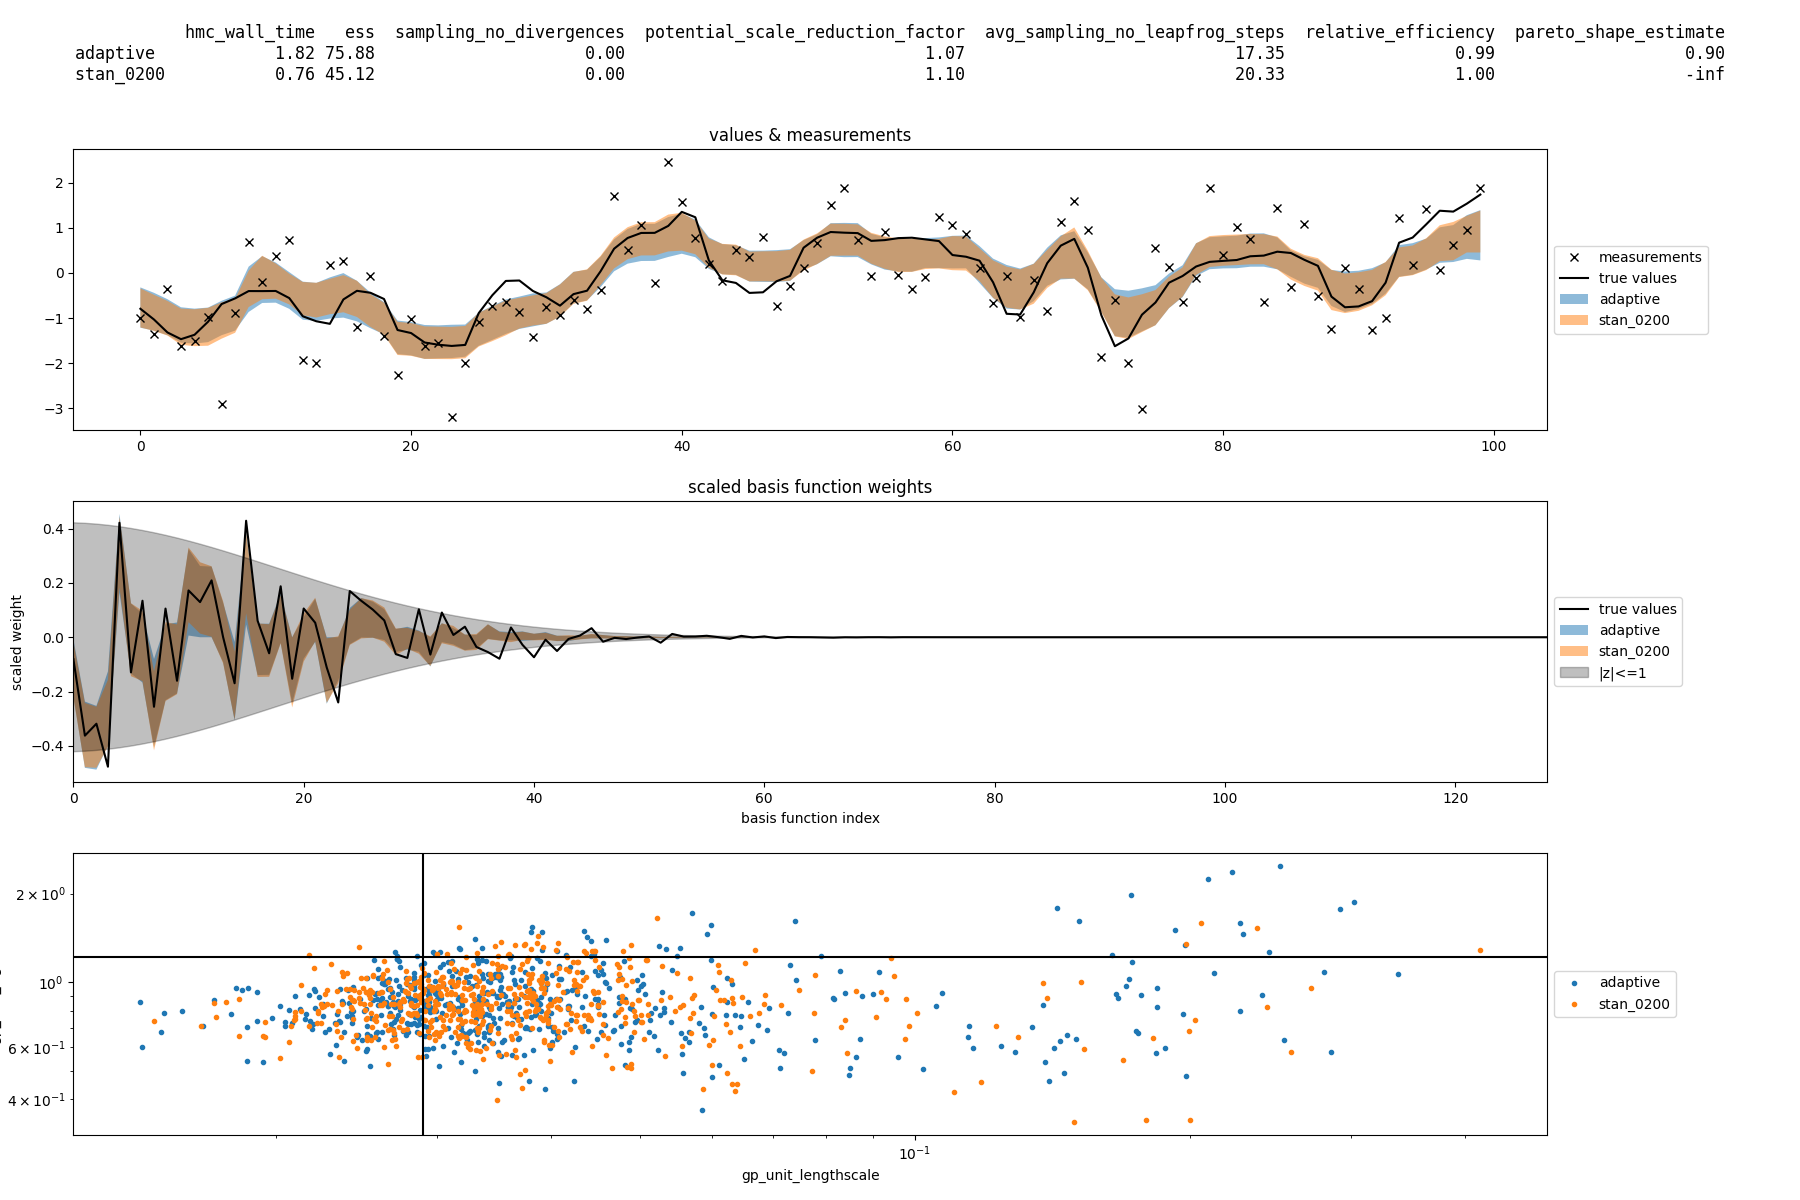 hmc_wall_time ess sampling_no_divergences potential_scale_reduction_factor avg_sampling_no_leapfrog_steps relative_efficiency pareto_shape_estimate
adaptive 1.82 75.88 0.00 1.07 17.35 0.99 0.90
stan_0200 0.76 45.12 0.00 1.10 20.33 1.00 -inf
values & measurements
2
1
0
−1
−2
−3
0 20 40 60 80 100
measurements
true values
adaptive
stan_0200
scaled basis function weights
scaled weight
0.4
0.2
0.0
−0.2
−0.4
0 20 40 60 80 100 120
basis function index
true values
adaptive
stan_0200
|z|<=1
2 × 10⁰
10⁰
6 × 10⁻¹
4 × 10⁻¹
10⁻¹
gp_unit_lengthscale
adaptive
stan_0200